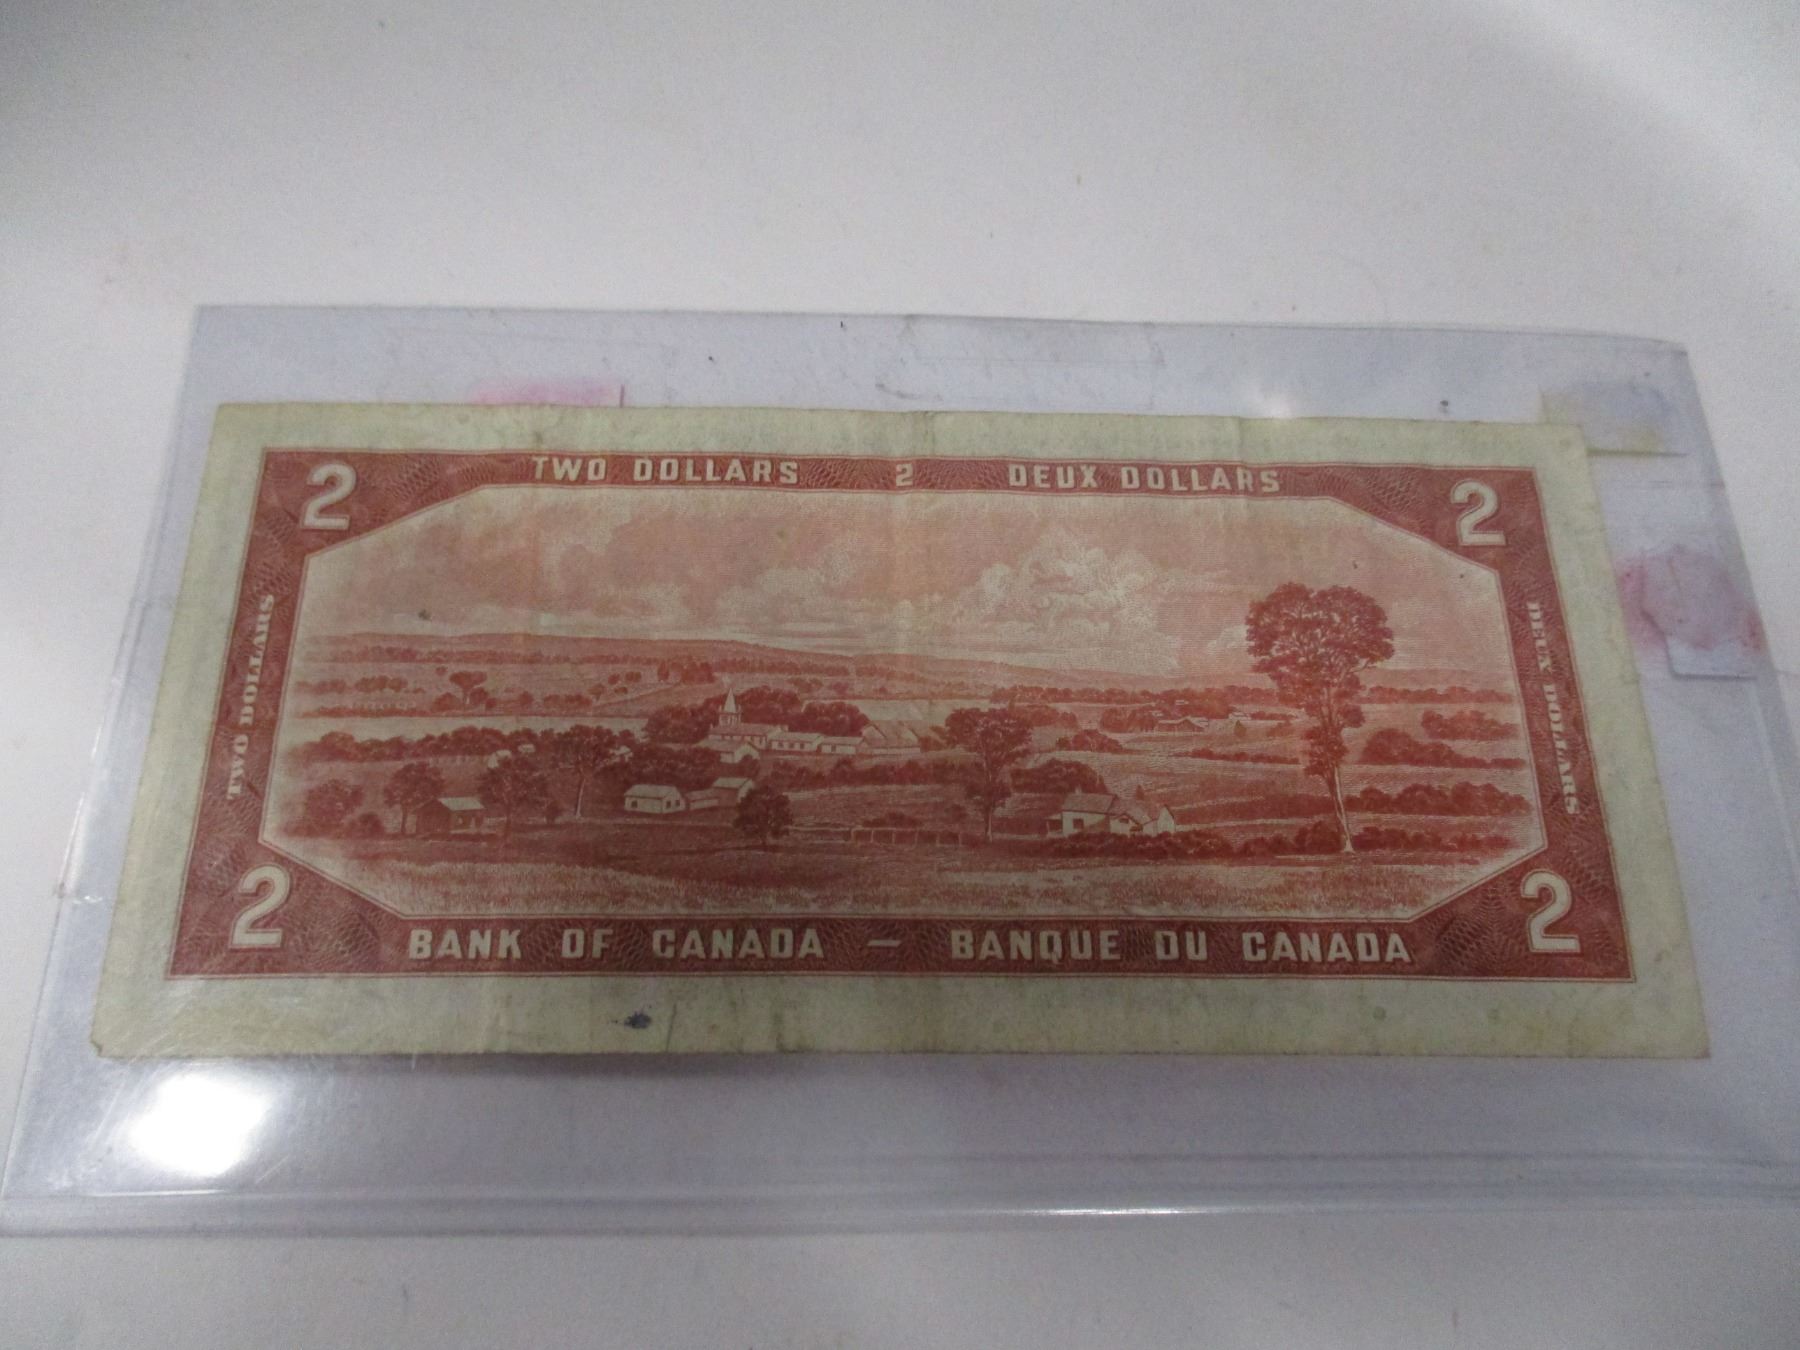 2 TWO DOLLARS 2 DEUX DOLLARS 2
TWO DOLLARS
DEUX DOLLARS
2 BANK OF CANADA — BANQUE DU CANADA 2